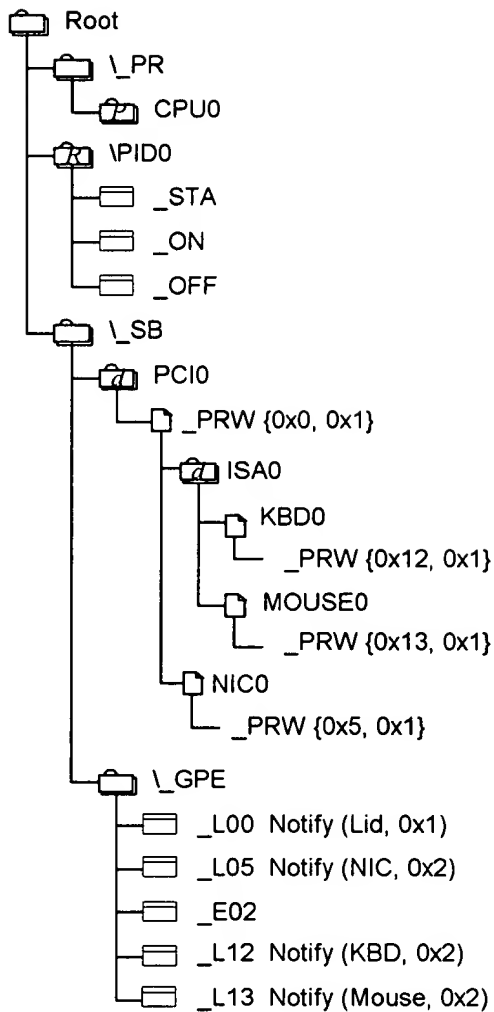 Root
\_PR
P CPU0
R \PID0
_STA
_ON
_OFF
\_SB
d PCI0
_PRW {0x0, 0x1}
d ISA0
KBD0
_PRW {0x12, 0x1}
MOUSE0
_PRW {0x13, 0x1}
NIC0
_PRW {0x5, 0x1}
\_GPE
_L00 Notify (Lid, 0x1)
_L05 Notify (NIC, 0x2)
_E02
_L12 Notify (KBD, 0x2)
_L13 Notify (Mouse, 0x2)